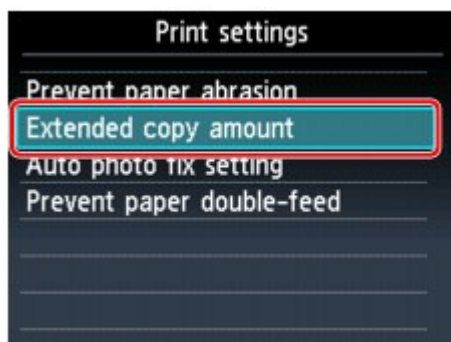 Print settings
Prevent paper abrasion
Extended copy amount
Auto photo fix setting
Prevent paper double-feed